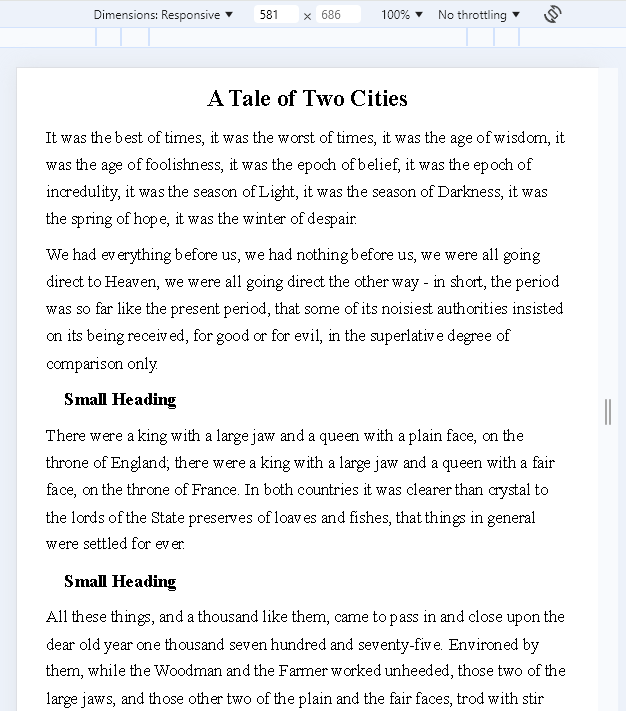 Dimensions: Responsive ▼ 581 x 686 100% ▼ No throttling ▼
A Tale of Two Cities
It was the best of times, it was the worst of times, it was the age of wisdom, it
was the age of foolishness, it was the epoch of belief, it was the epoch of
incredulity, it was the season of Light, it was the season of Darkness, it was
the spring of hope, it was the winter of despair.
We had everything before us, we had nothing before us, we were all going
direct to Heaven, we were all going direct the other way - in short, the period
was so far like the present period, that some of its noisiest authorities insisted
on its being received, for good or for evil, in the superlative degree of
comparison only.
Small Heading
There were a king with a large jaw and a queen with a plain face, on the
throne of England; there were a king with a large jaw and a queen with a fair
face, on the throne of France. In both countries it was clearer than crystal to
the lords of the State preserves of loaves and fishes, that things in general
were settled for ever.
Small Heading
All these things, and a thousand like them, came to pass in and close upon the
dear old year one thousand seven hundred and seventy-five. Environed by
them, while the Woodman and the Farmer worked unheeded, those two of the
large jaws, and those other two of the plain and the fair faces, trod with stir